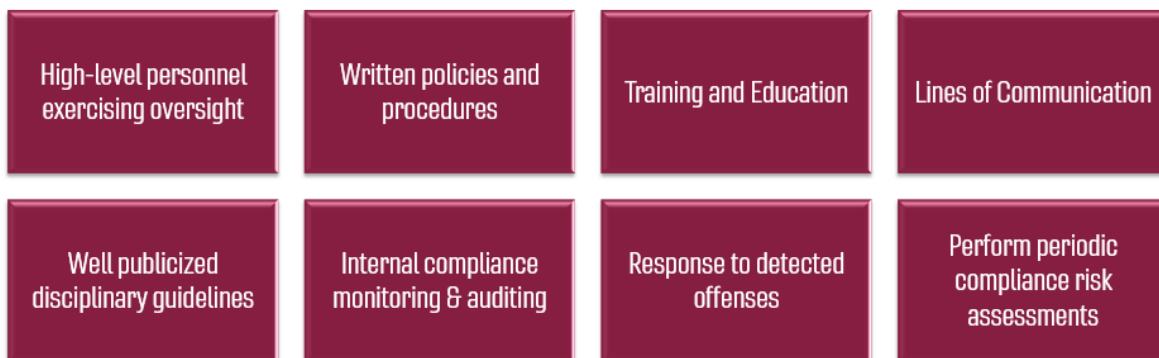 High-level personnel
exercising oversight
Written policies and
procedures
Training and Education
Lines of Communication
Well publicized
disciplinary guidelines
Internal compliance
monitoring & auditing
Response to detected
offenses
Perform periodic
compliance risk
assessments